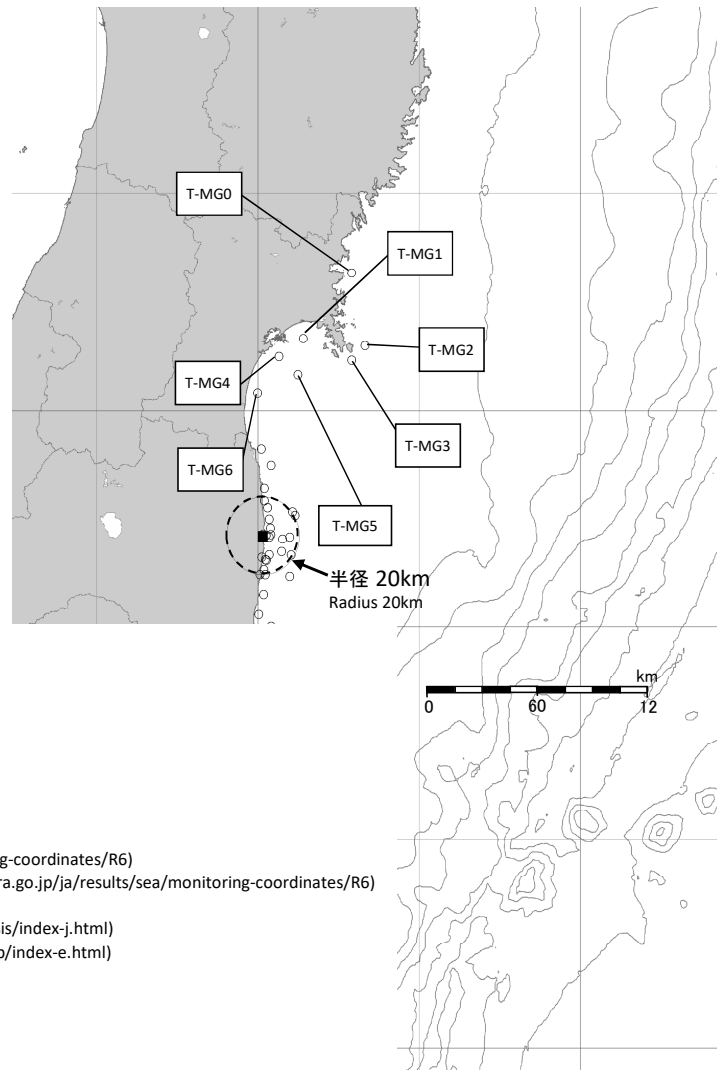 T-MG0
T-MG1
T-MG2
T-MG4
T-MG3
T-MG6
T-MG5
半径 20km
Radius 20km
km
0 60 12
g-coordinates/R6)
ra.go.jp/ja/results/sea/monitoring-coordinates/R6)
sis/index-j.html)
p/index-e.html)